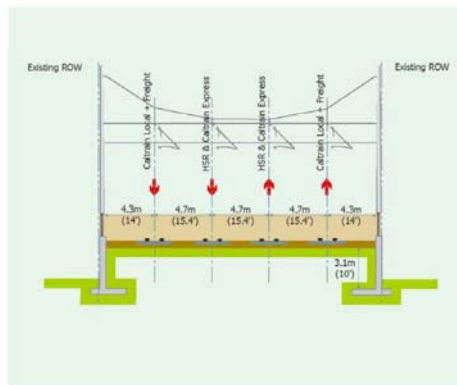 Existing ROW
Existing ROW
Caltrain Local + Freight
HSR & Caltrain Express
HSR & Caltrain Express
Caltrain Local + Freight
4.3m
(14')
4.7m
(15.4')
4.7m
(15.4')
4.7m
(15.4')
4.3m
(14')
3.1m
(10')